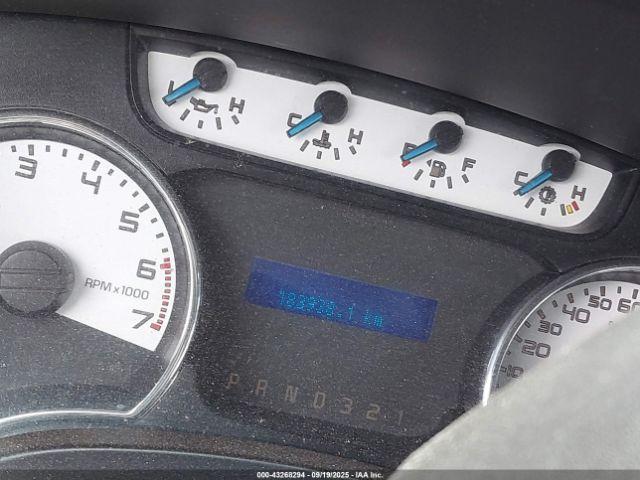 L H
C H
E F
C H
3 4 5 6 7
RPM x 1000
km
P R N D 3 2 1
10 20 30 40 50 60
000-43268294 - 09/19/2025 - IAA Inc.